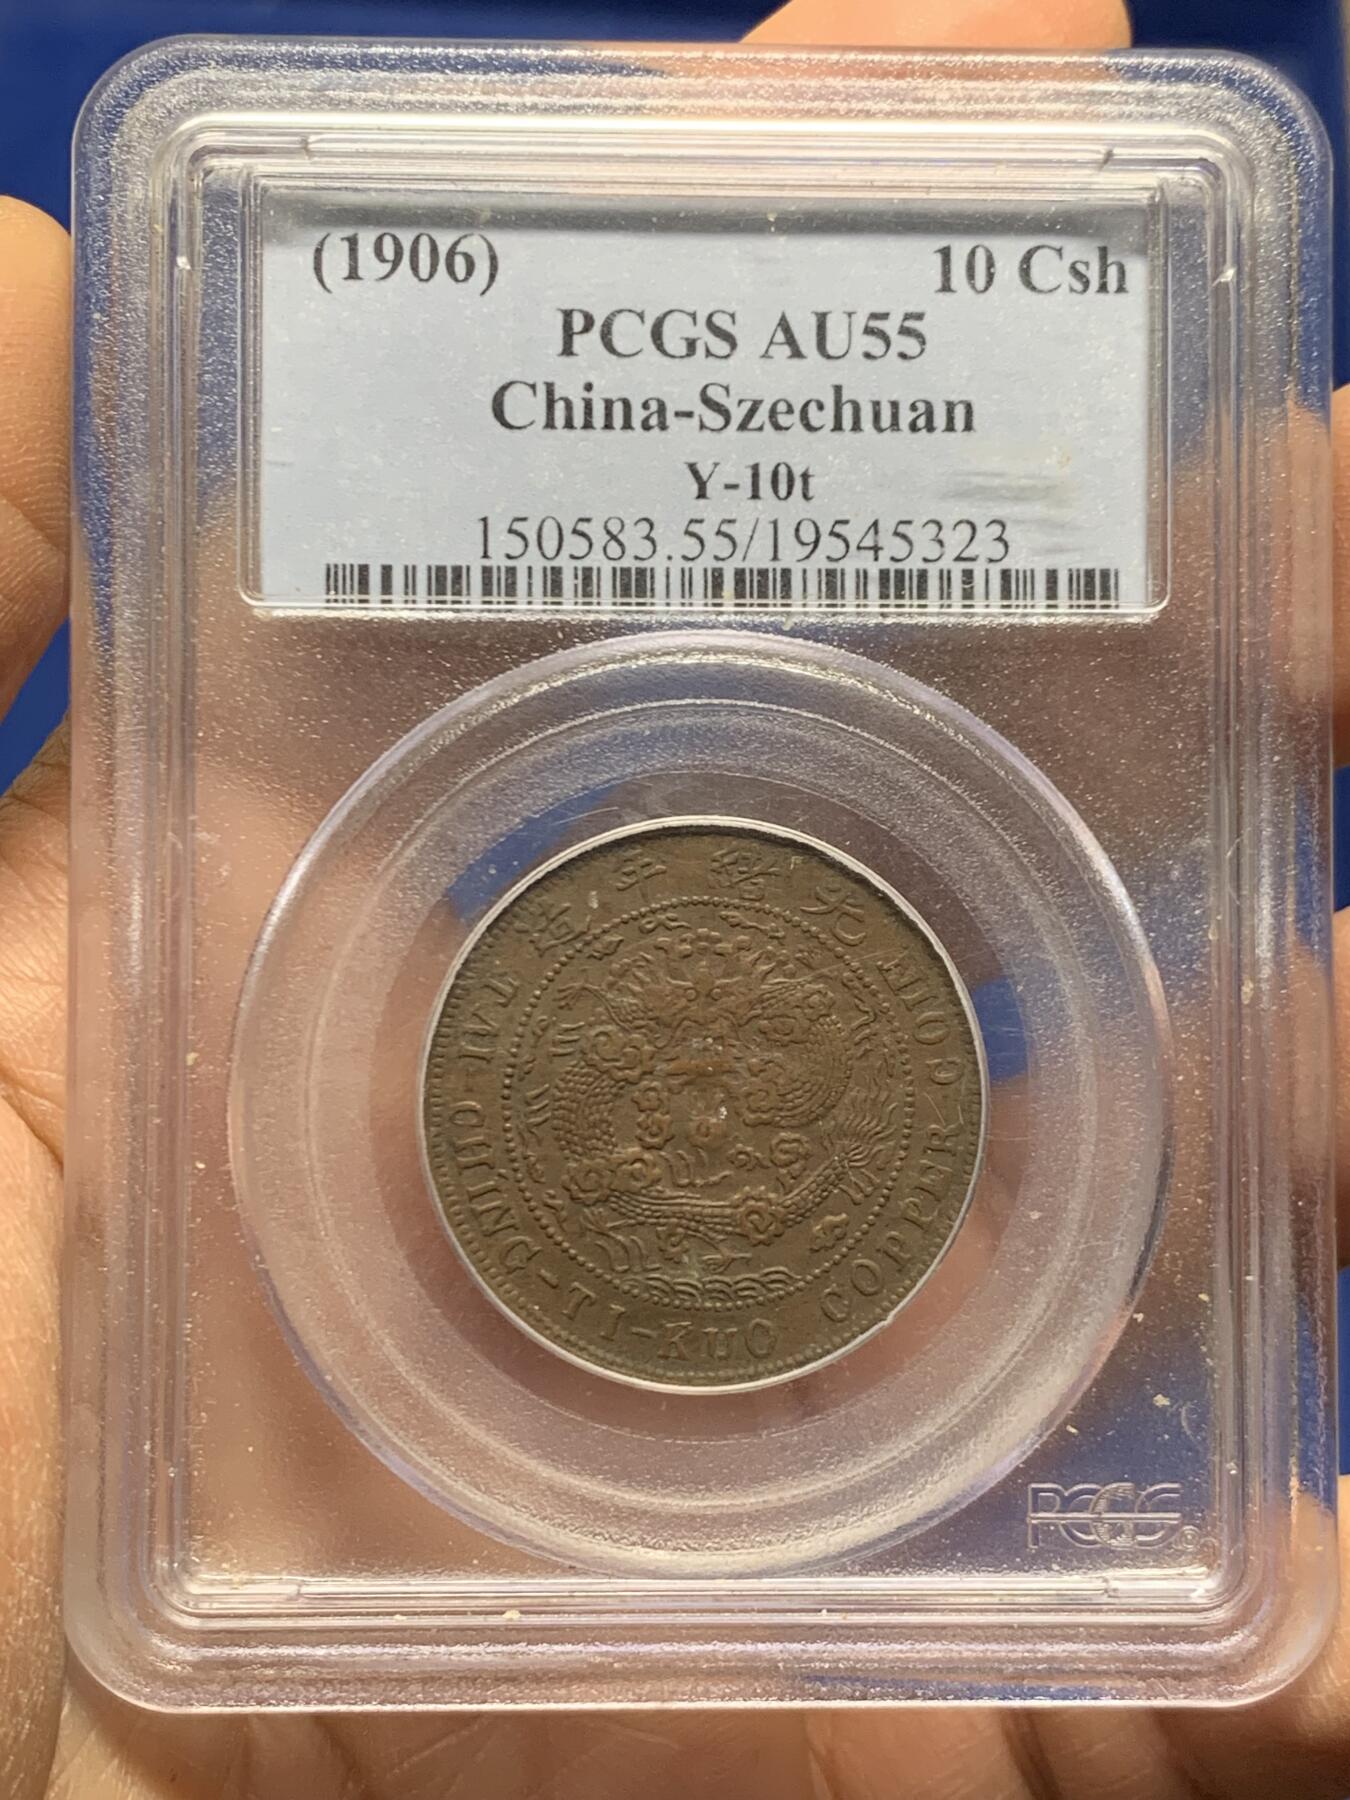 (1906) 10 Csh
PCGS AU55
China-Szechuan
Y-10t
150583.55/19545323
光緒年造
TAI-CHING-TI-KUO COPPER COIN
PCGS